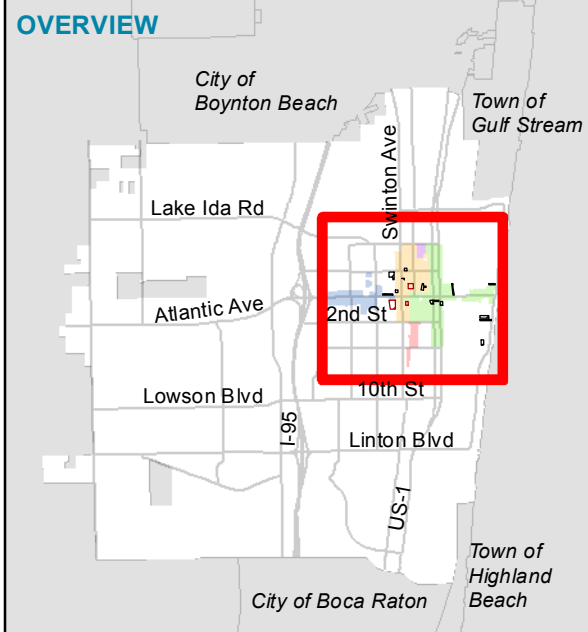 OVERVIEW
City of
Boynton Beach
Town of
Gulf Stream
Swinton Ave
Lake Ida Rd
Atlantic Ave
2nd St
10th St
Lowson Blvd
I-95
Linton Blvd
US-1
Town of
Highland
Beach
City of Boca Raton